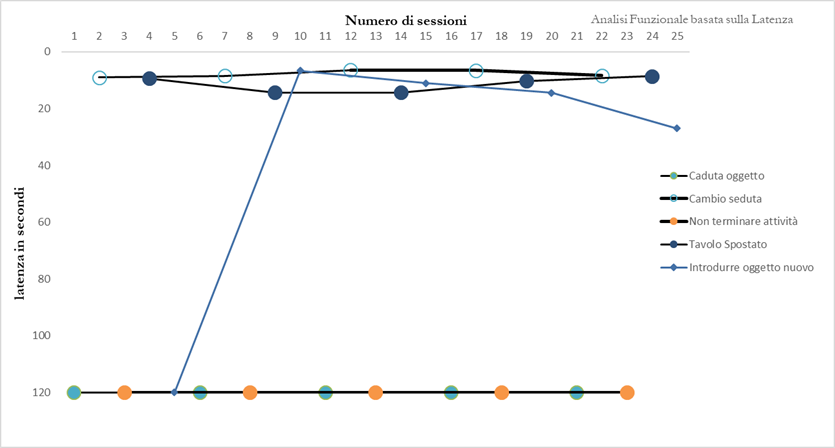 Numero di sessioni
Analisi Funzionale basata sulla Latenza
1 2 3 4 5 6 7 8 9 10 11 12 13 14 15 16 17 18 19 20 21 22 23 24 25
0
20
40
60
80
100
120
latenza in secondi
Caduta oggetto
Cambio seduta
Non terminare attività
Tavolo Spostato
Introdurre oggetto nuovo